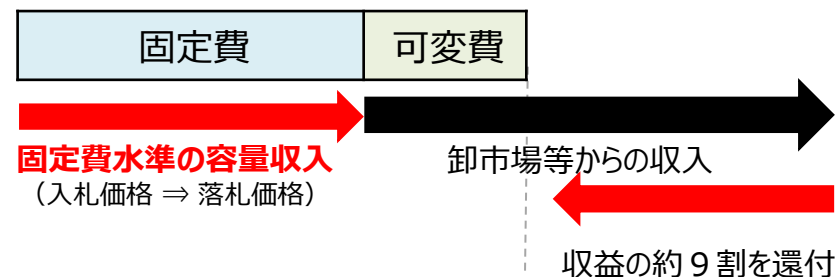 固定費
可変費
固定費水準の容量収入
（入札価格 ⇒ 落札価格）
卸市場等からの収入
収益の約９割を還付